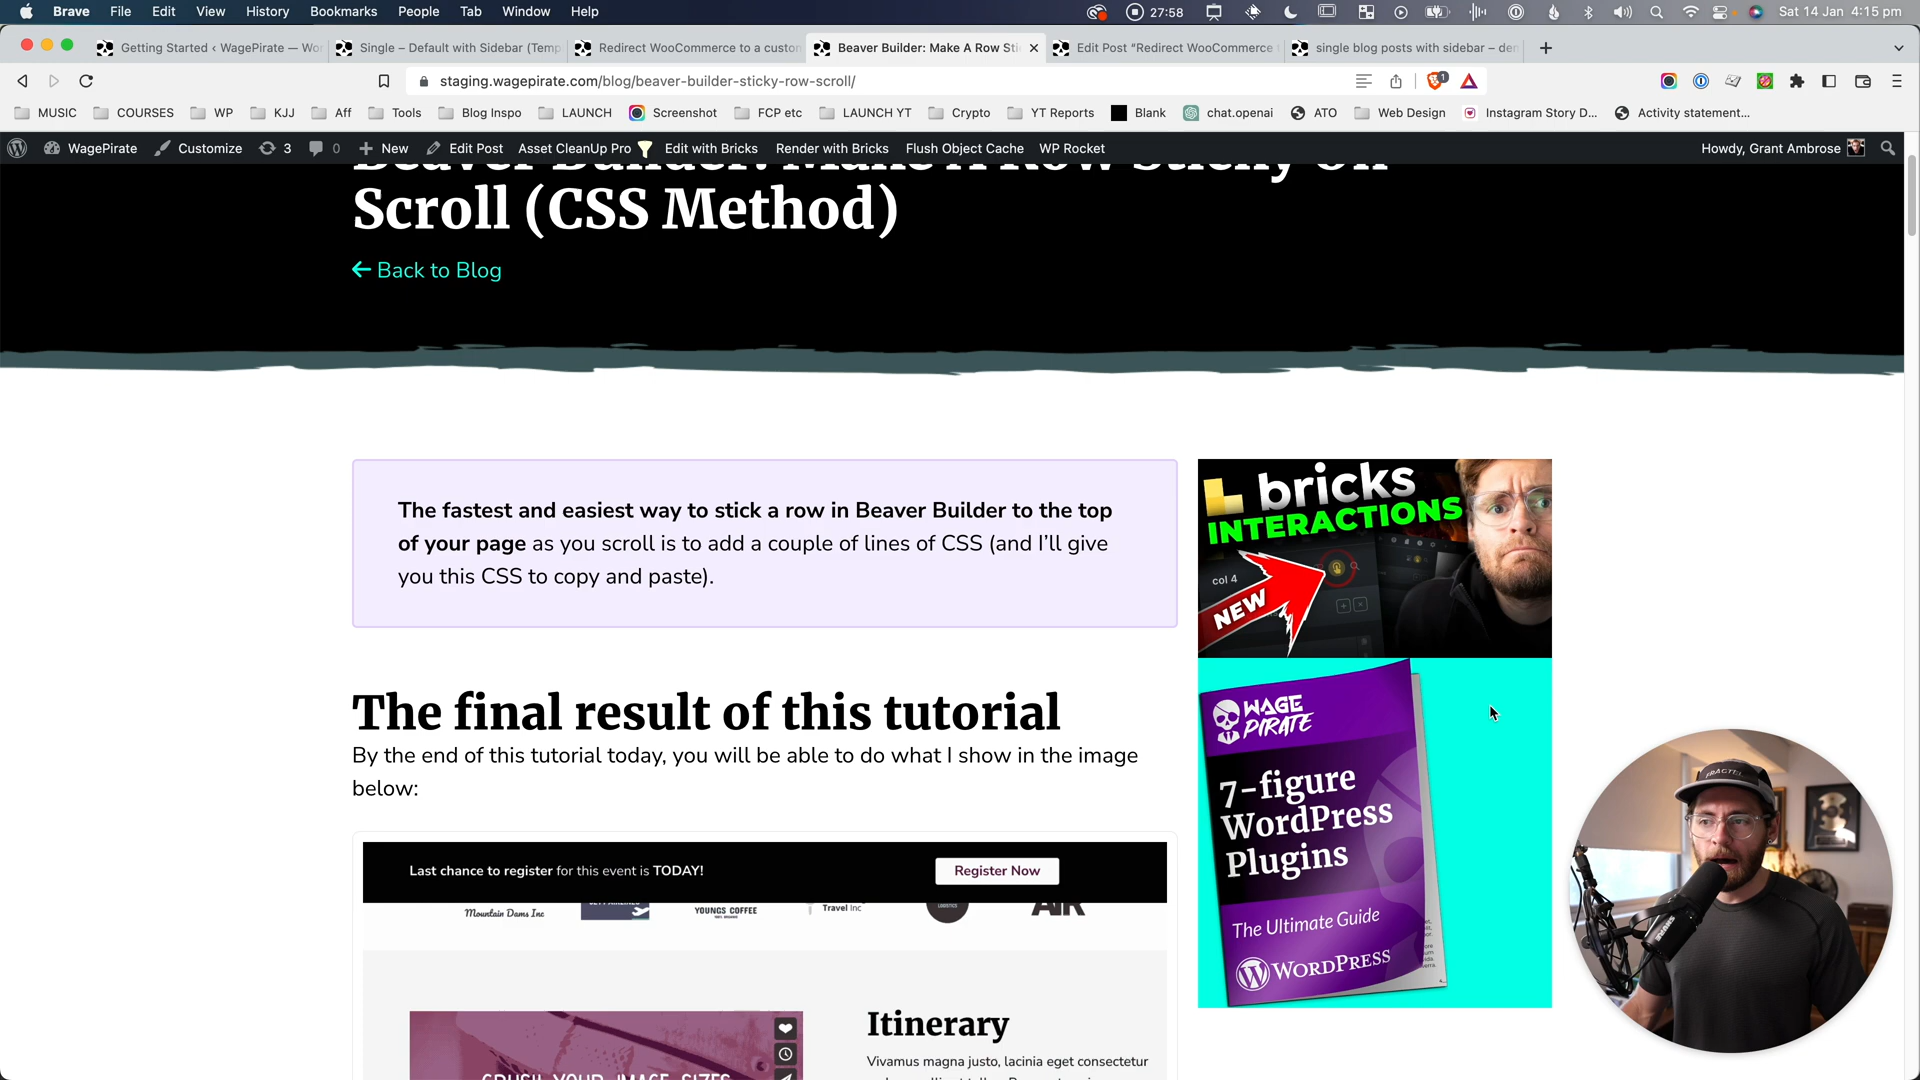 Brave File Edit View History Bookmarks People Tab Window Help 27:58 Sat 14 Jan 4:15 pm
Getting Started ‹ WagePirate — Wo Single – Default with Sidebar (Temp Redirect WooCommerce to a custon Beaver Builder: Make A Row Sti Edit Post "Redirect WooCommerce single blog posts with sidebar – den
staging.wagepirate.com/blog/beaver-builder-sticky-row-scroll/ 1
MUSIC COURSES WP KJJ Aff Tools Blog Inspo LAUNCH Screenshot FCP etc LAUNCH YT Crypto YT Reports Blank chat.openai ATO Web Design Instagram Story D... Activity statement...
WagePirate Customize 3 0 New Edit Post Asset CleanUp Pro Edit with Bricks Render with Bricks Flush Object Cache WP Rocket Howdy, Grant Ambrose
Beaver Builder: Make A Row Sticky On
Scroll (CSS Method)
Back to Blog
The fastest and easiest way to stick a row in Beaver Builder to the top
of your page as you scroll is to add a couple of lines of CSS (and I'll give
you this CSS to copy and paste).
bricks
INTERACTIONS
col 4
NEW
The final result of this tutorial
By the end of this tutorial today, you will be able to do what I show in the image
below:
WAGE
PIRATE
7-figure
WordPress
Plugins
The Ultimate Guide
WORDPRESS
Last chance to register for this event is TODAY!
Register Now
Mountain Dams Inc
YOUNGS COFFEE
Travel Inc
AIR
Itinerary
Vivamus magna justo, lacinia eget consectetur
CRUSH YOUR IMAGE SIZES
FRACTEL
SHURE